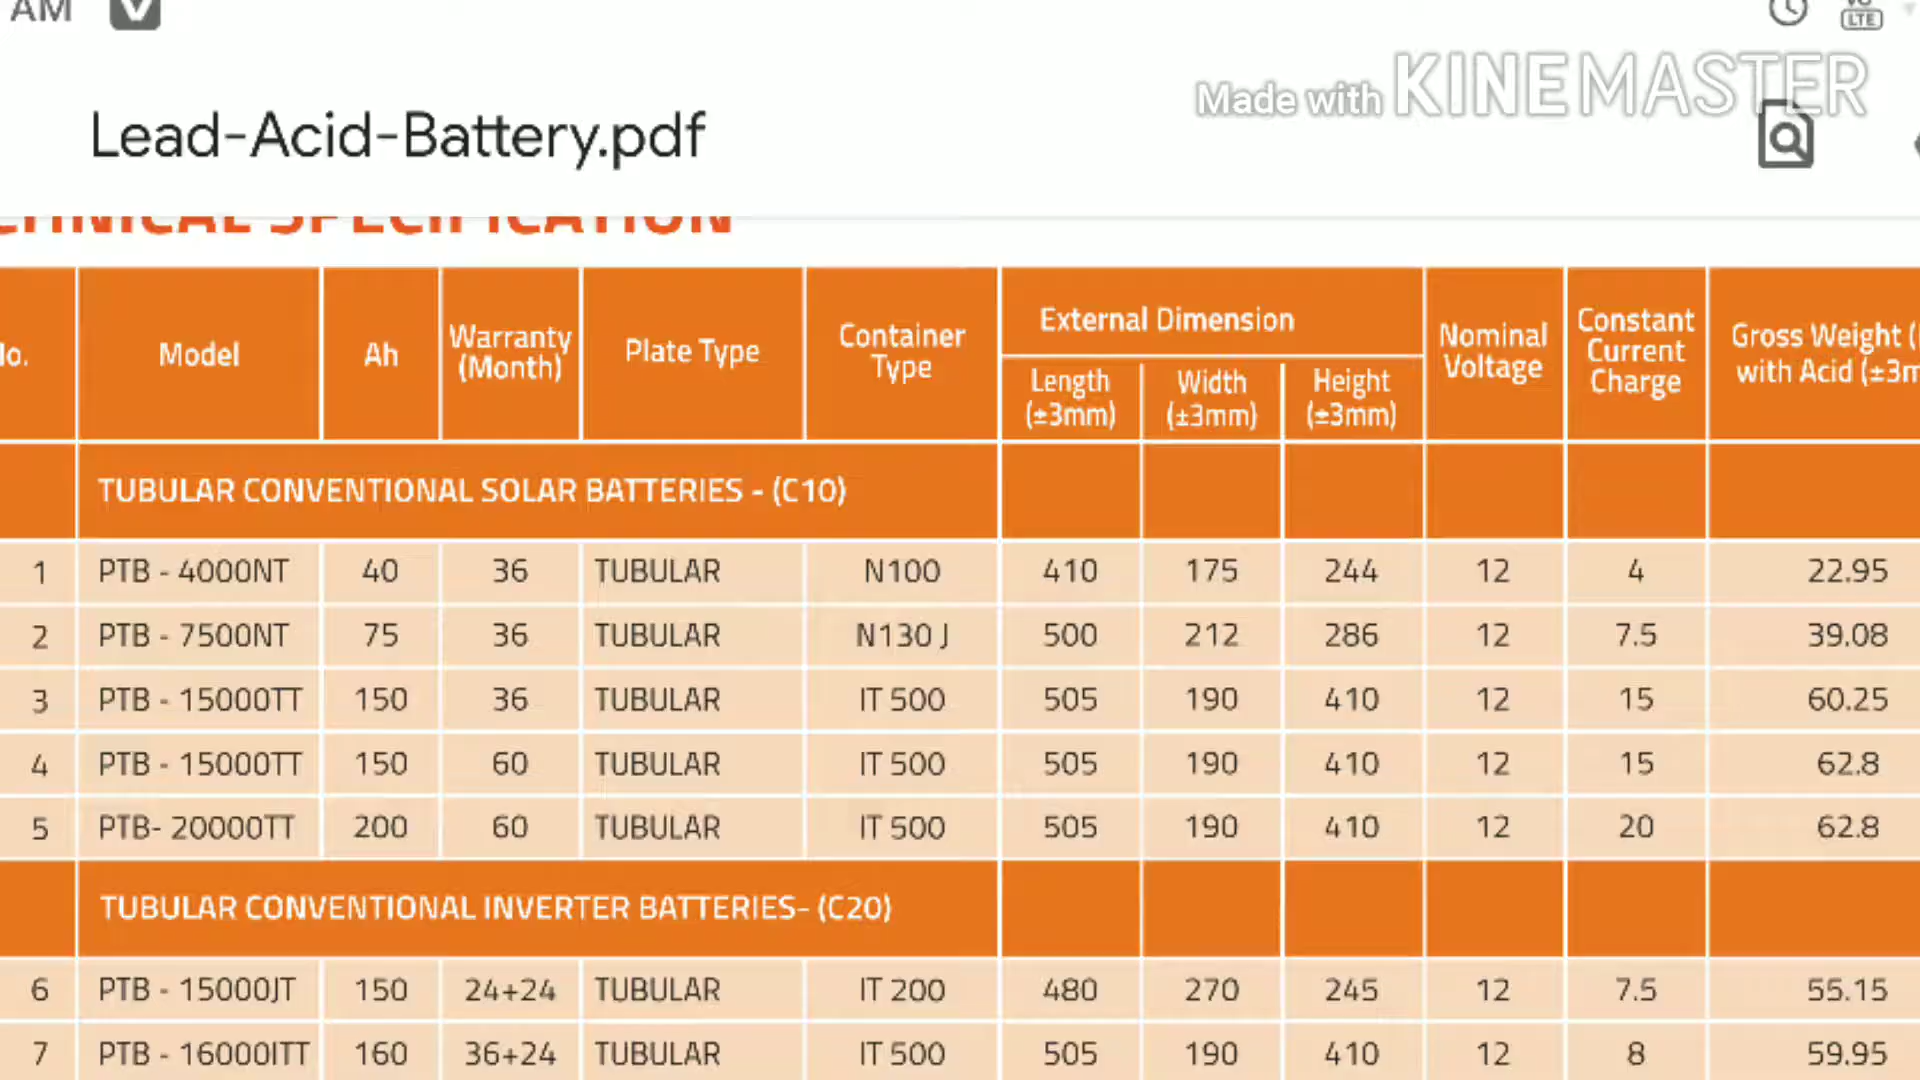 AM
VO
LTE
Made with KINEMASTER
Lead-Acid-Battery.pdf
TECHNICAL SPECIFICATION
Model Ah Warranty (Month) Plate Type Container Type External Dimension Nominal Voltage Constant Current Charge Gross Weight with Acid
Length (±3mm) Width (±3mm) Height (±3mm)
TUBULAR CONVENTIONAL SOLAR BATTERIES - (C10)
1 PTB - 4000NT 40 36 TUBULAR N100 410 175 244 12 4 22.95
2 PTB - 7500NT 75 36 TUBULAR N130 J 500 212 286 12 7.5 39.08
3 PTB - 15000TT 150 36 TUBULAR IT 500 505 190 410 12 15 60.25
4 PTB - 15000TT 150 60 TUBULAR IT 500 505 190 410 12 15 62.8
5 PTB- 20000TT 200 60 TUBULAR IT 500 505 190 410 12 20 62.8
TUBULAR CONVENTIONAL INVERTER BATTERIES- (C20)
6 PTB - 15000JT 150 24+24 TUBULAR IT 200 480 270 245 12 7.5 55.15
7 PTB - 16000ITT 160 36+24 TUBULAR IT 500 505 190 410 12 8 59.95